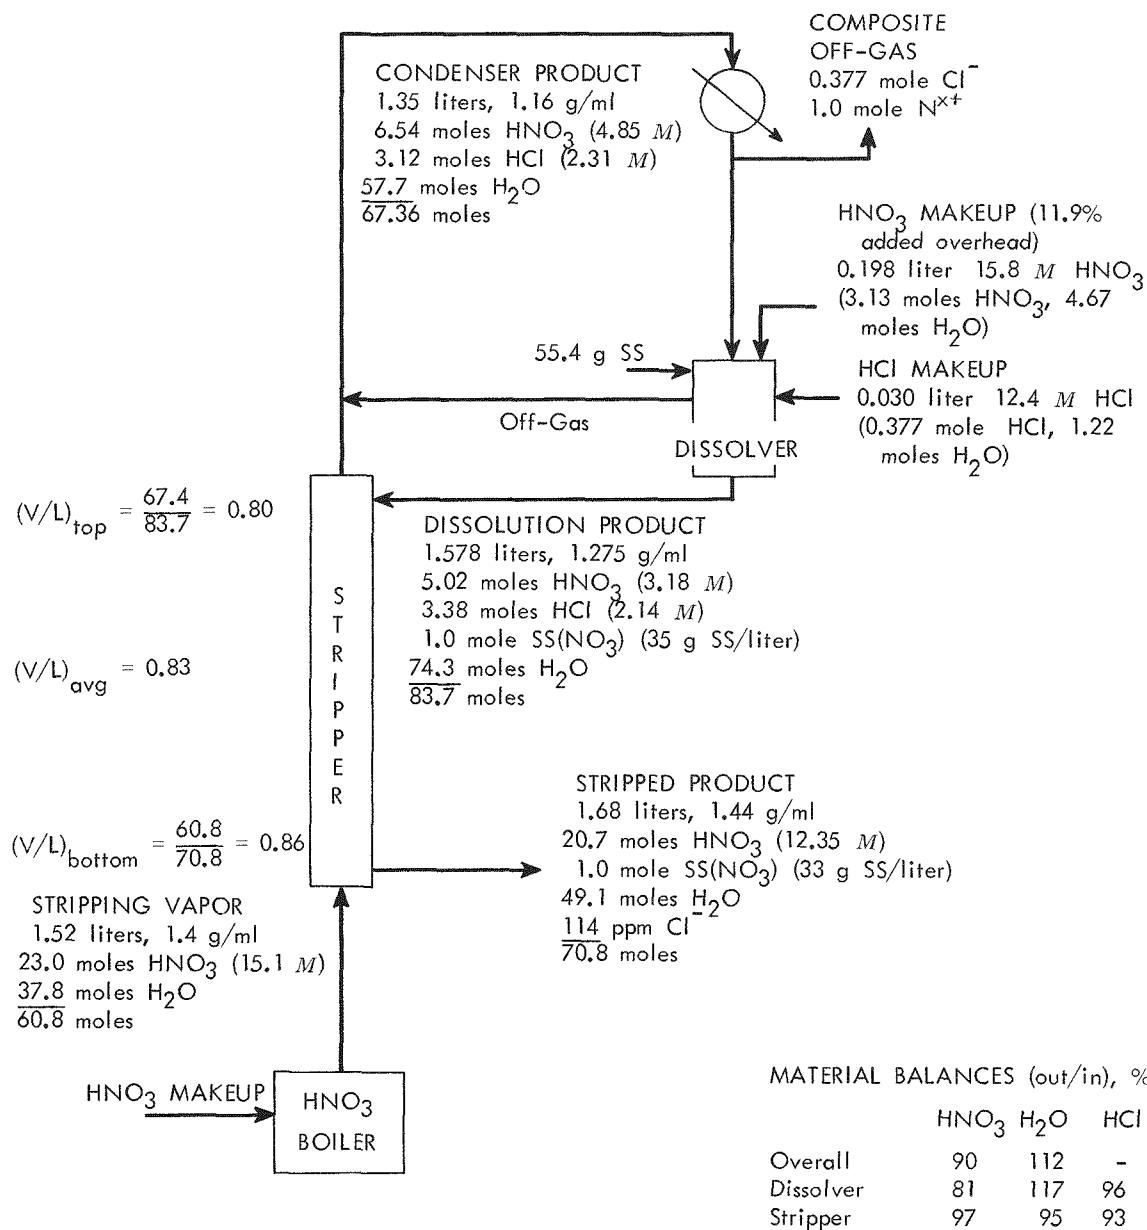 COMPOSITE
OFF-GAS
0.377 mole Cl⁻
1.0 mole Nˣ⁺
CONDENSER PRODUCT
1.35 liters, 1.16 g/ml
6.54 moles HNO₃ (4.85 M)
3.12 moles HCl (2.31 M)
57.7 moles H₂O
67.36 moles
HNO₃ MAKEUP (11.9%
added overhead)
0.198 liter 15.8 M HNO₃
(3.13 moles HNO₃, 4.67
moles H₂O)
55.4 g SS
HCl MAKEUP
0.030 liter 12.4 M HCl
(0.377 mole HCl, 1.22
moles H₂O)
Off-Gas
DISSOLVER
(V/L)top = 67.4/83.7 = 0.80
DISSOLUTION PRODUCT
1.578 liters, 1.275 g/ml
5.02 moles HNO₃ (3.18 M)
3.38 moles HCl (2.14 M)
1.0 mole SS(NO₃) (35 g SS/liter)
74.3 moles H₂O
83.7 moles
STRIPPER
(V/L)avg = 0.83
STRIPPED PRODUCT
1.68 liters, 1.44 g/ml
20.7 moles HNO₃ (12.35 M)
1.0 mole SS(NO₃) (33 g SS/liter)
49.1 moles H₂O
114 ppm Cl⁻
70.8 moles
(V/L)bottom = 60.8/70.8 = 0.86
STRIPPING VAPOR
1.52 liters, 1.4 g/ml
23.0 moles HNO₃ (15.1 M)
37.8 moles H₂O
60.8 moles
HNO₃ MAKEUP
HNO₃
BOILER
MATERIAL BALANCES (out/in), %
HNO₃ H₂O HCl
Overall 90 112 -
Dissolver 81 117 96
Stripper 97 95 93